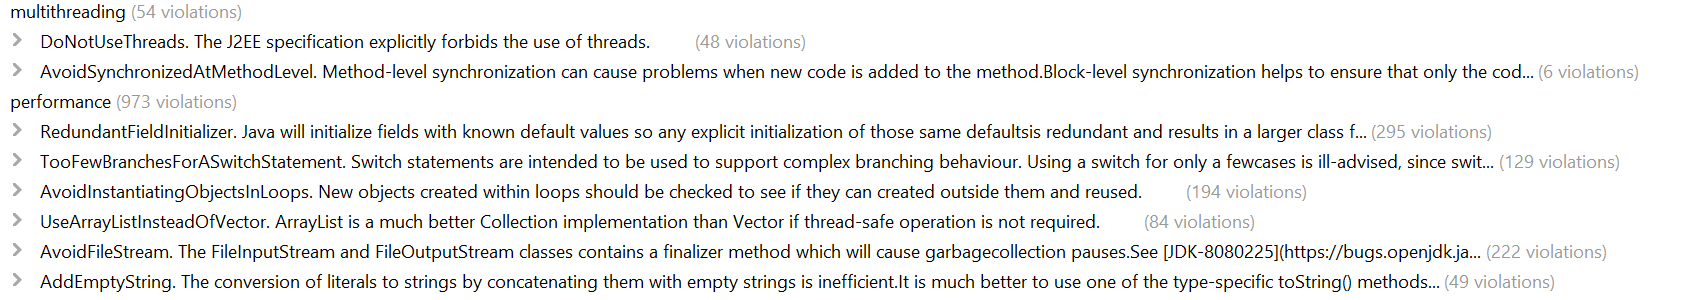 multithreading (54 violations)
DoNotUseThreads. The J2EE specification explicitly forbids the use of threads. (48 violations)
AvoidSynchronizedAtMethodLevel. Method-level synchronization can cause problems when new code is added to the method.Block-level synchronization helps to ensure that only the cod... (6 violations)
performance (973 violations)
RedundantFieldInitializer. Java will initialize fields with known default values so any explicit initialization of those same defaultsis redundant and results in a larger class f... (295 violations)
TooFewBranchesForASwitchStatement. Switch statements are intended to be used to support complex branching behaviour. Using a switch for only a fewcases is ill-advised, since swit... (129 violations)
AvoidInstantiatingObjectsInLoops. New objects created within loops should be checked to see if they can created outside them and reused. (194 violations)
UseArrayListInsteadOfVector. ArrayList is a much better Collection implementation than Vector if thread-safe operation is not required. (84 violations)
AvoidFileStream. The FileInputStream and FileOutputStream classes contains a finalizer method which will cause garbagecollection pauses.See [JDK-8080225](https://bugs.openjdk.ja... (222 violations)
AddEmptyString. The conversion of literals to strings by concatenating them with empty strings is inefficient.It is much better to use one of the type-specific toString() methods... (49 violations)